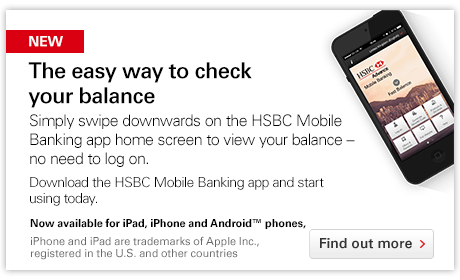 NEW
The easy way to check
your balance
Simply swipe downwards on the HSBC Mobile
Banking app home screen to view your balance –
no need to log on.
Download the HSBC Mobile Banking app and start
using today.
Now available for iPad, iPhone and Android™ phones,
iPhone and iPad are trademarks of Apple Inc.,
registered in the U.S. and other countries
Find out more
HSBC
Advance
Mobile Banking
Fast Balance